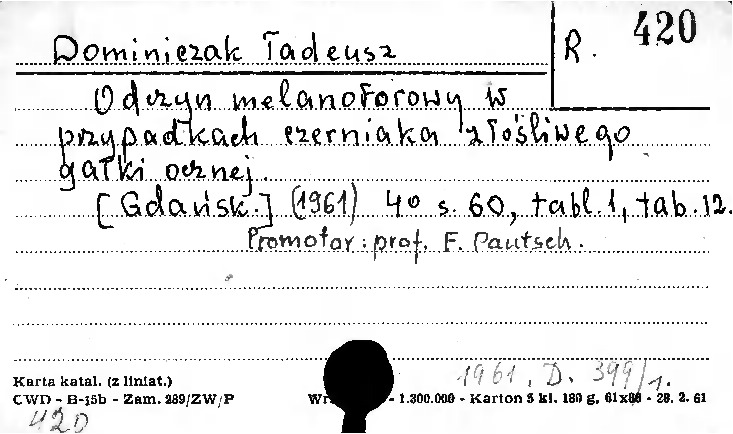 Dominiczak Tadeusz
R. 420
Odczyn melanoforowy w
przypadkach czerniaka złośliwego
gałki ocznej.
[Gdańsk.] (1961) 4° s. 60, tabl. 1, tab. 12.
Promotor: prof. F. Pautsch.
1961. D. 399/1.
Karta katal. (z liniat.)
CWD - B-15b - Zam. 289/ZW/P
- 1.300.000 - Karton 5 kl. 180 g. - 28. 2. 61
420